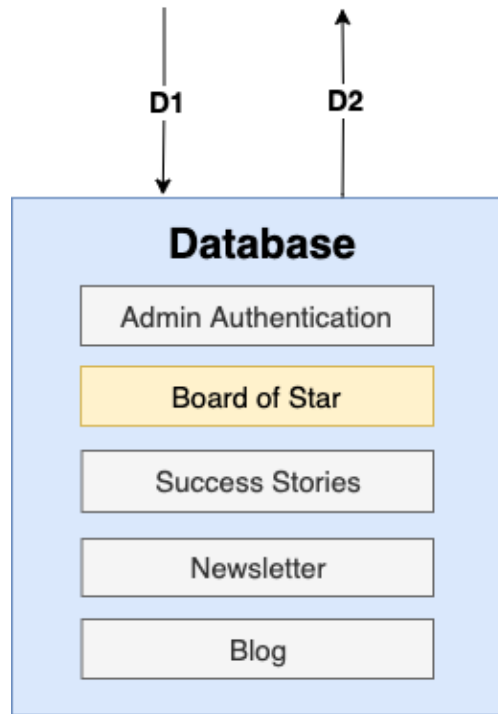 D1 D2
Database
Admin Authentication
Board of Star
Success Stories
Newsletter
Blog